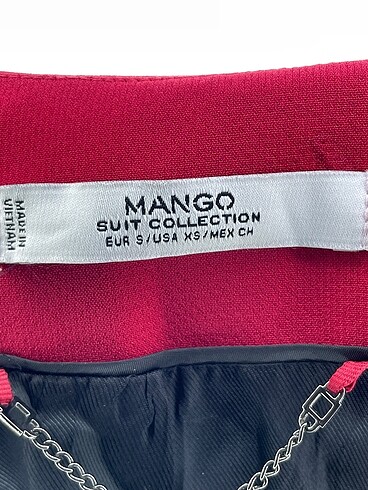 MANGO
SUIT COLLECTION
EUR S/USA XS/MEX CH
MADE IN
VIETNAM